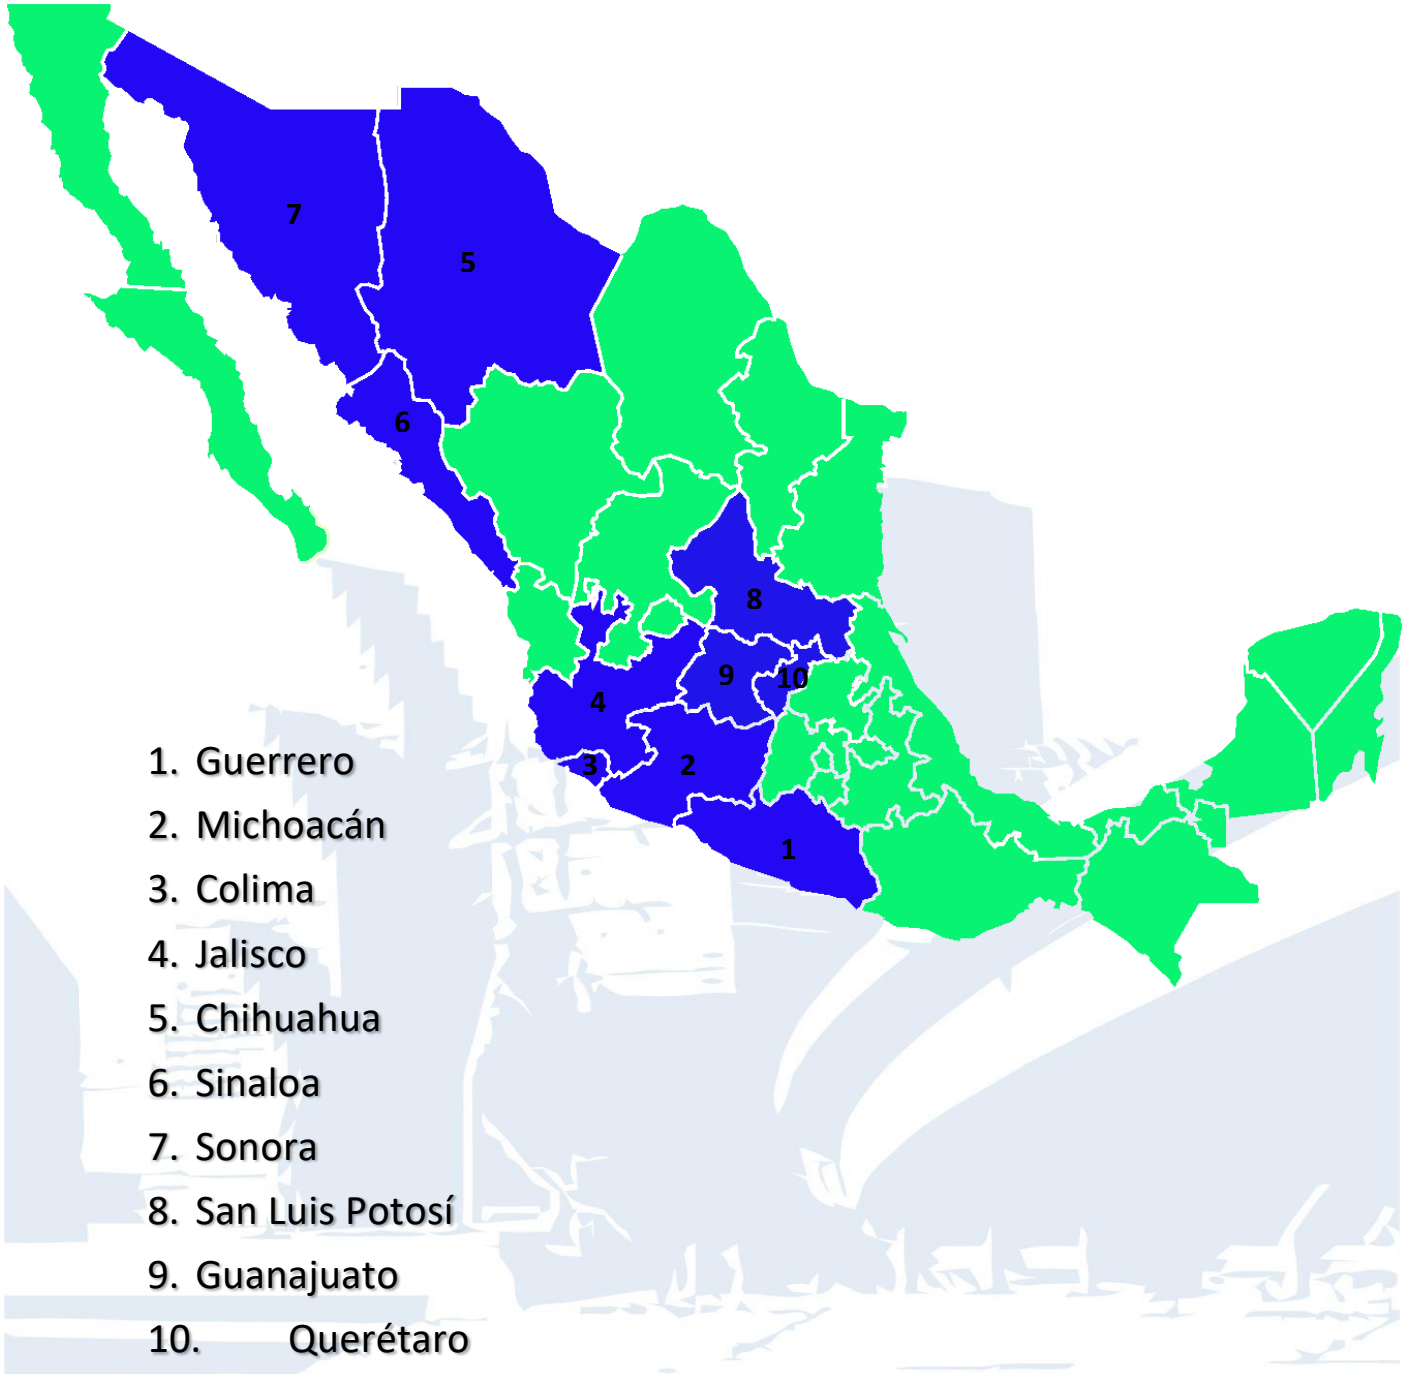 7
5
6
8
9
10
4
3
2
1
1. Guerrero
2. Michoacán
3. Colima
4. Jalisco
5. Chihuahua
6. Sinaloa
7. Sonora
8. San Luis Potosí
9. Guanajuato
10. Querétaro